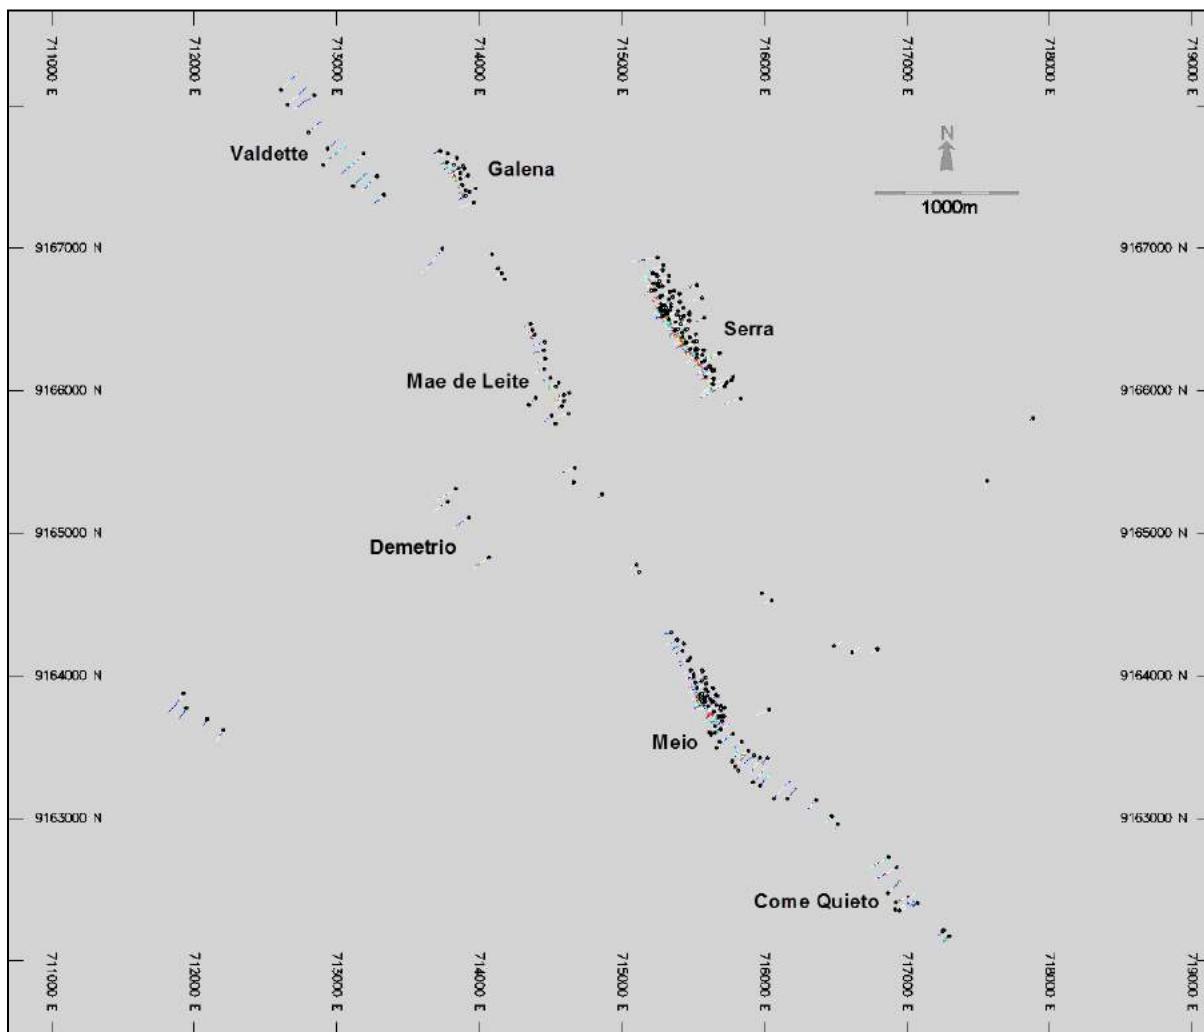 711000 E 712000 E 713000 E 714000 E 715000 E 716000 E 717000 E 718000 E 719000 E
N
1000m
Valdette
Galena
9167000 N 9167000 N
Serra
Mae de Leite
9166000 N 9166000 N
9165000 N 9165000 N
Demetrio
9164000 N 9164000 N
Meio
9163000 N 9163000 N
Come Quieto
711000 E 712000 E 713000 E 714000 E 715000 E 716000 E 717000 E 718000 E 719000 E